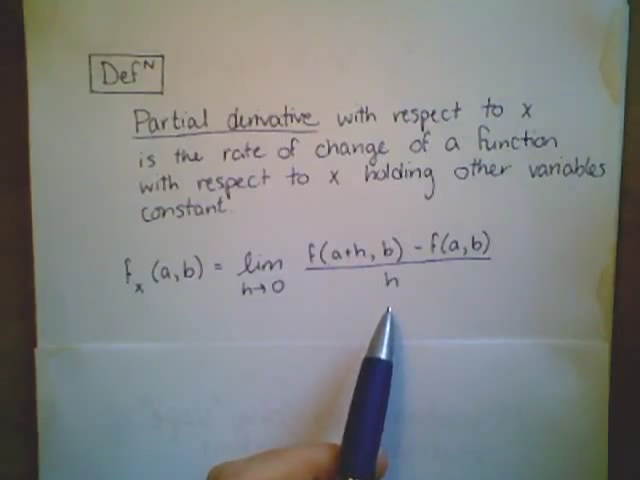 Defᴺ
Partial derivative with respect to x
is the rate of change of a function
with respect to x holding other variables
constant.
fₓ(a,b) = lim h→0 f(a+h, b) - f(a,b) / h